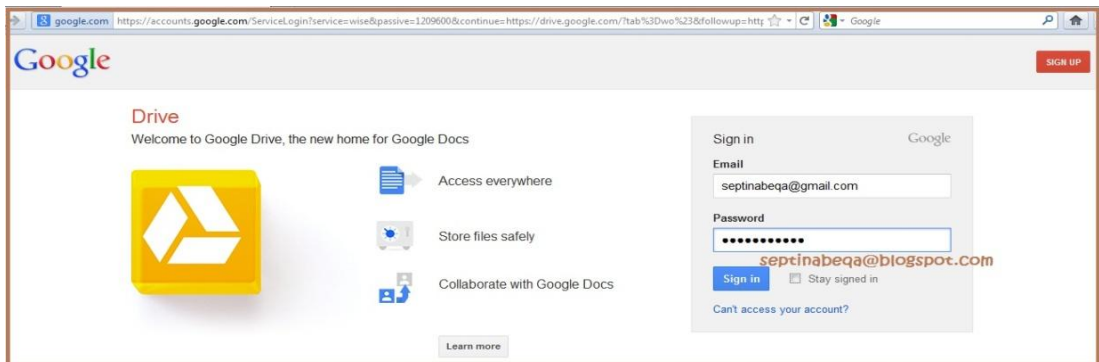 google.com https://accounts.google.com/ServiceLogin?service=wise&passive=1209600&continue=https://drive.google.com/?tab%3Dwo%23&followup=htt Google
Google
SIGN UP
Drive
Welcome to Google Drive, the new home for Google Docs
Access everywhere
Store files safely
Collaborate with Google Docs
Learn more
Sign in Google
Email
septinabeqa@gmail.com
Password
•••••••••••
septinabeqa@blogspot.com
Sign in Stay signed in
Can't access your account?